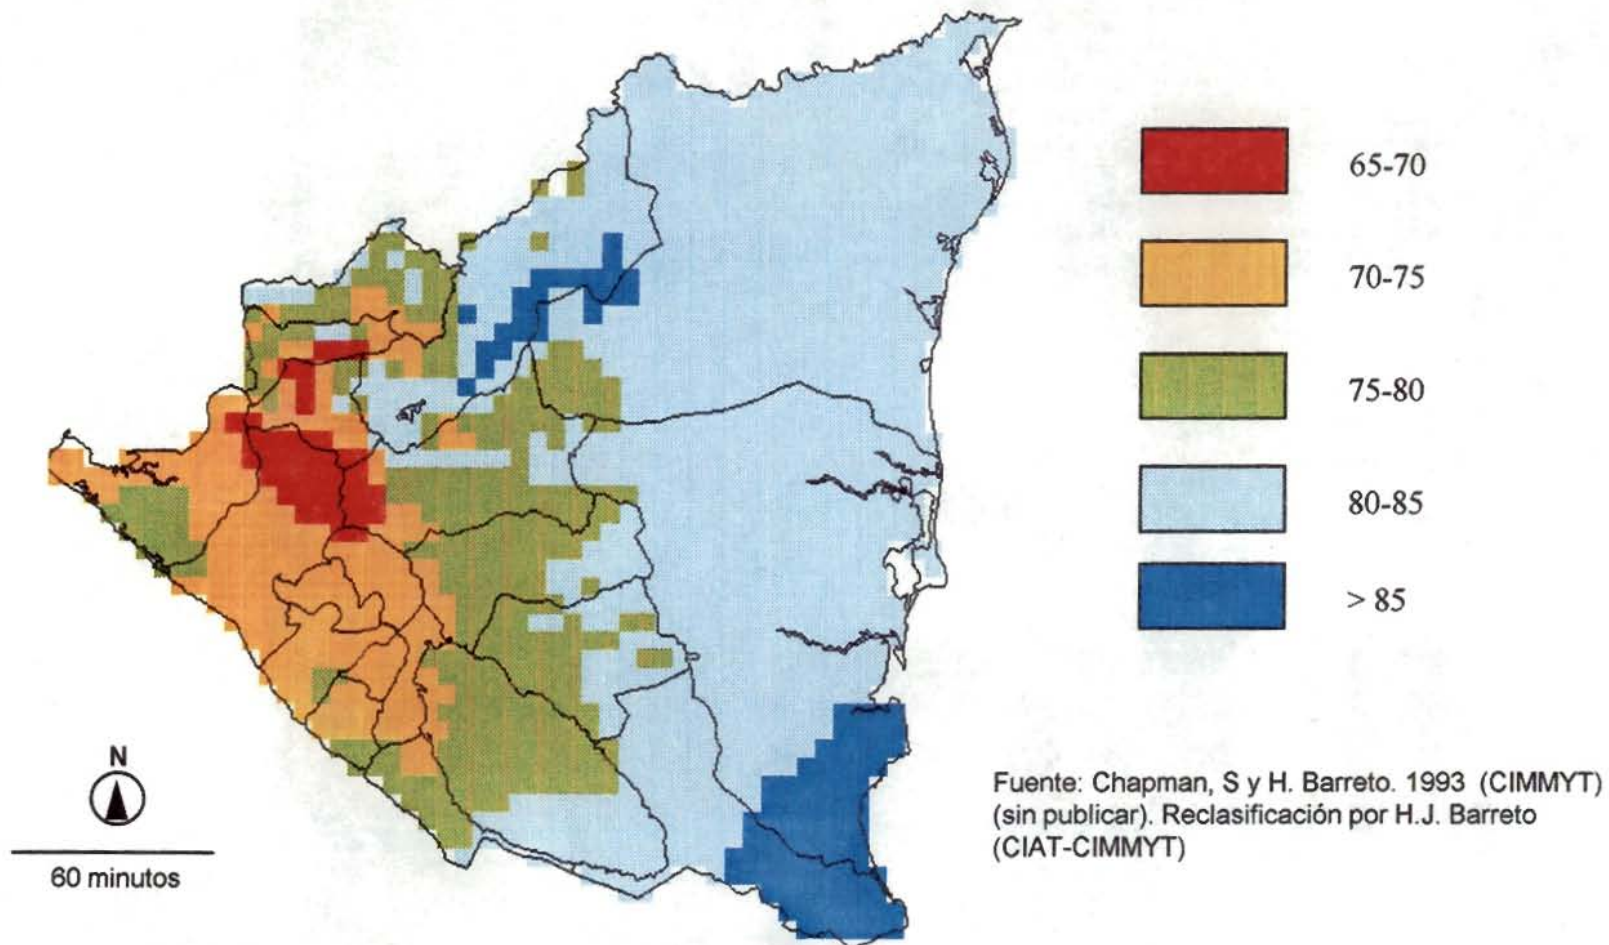 65-70
70-75
75-80
80-85
> 85
N
60 minutos
Fuente: Chapman, S y H. Barreto. 1993 (CIMMYT)
(sin publicar). Reclasificación por H.J. Barreto
(CIAT-CIMMYT)